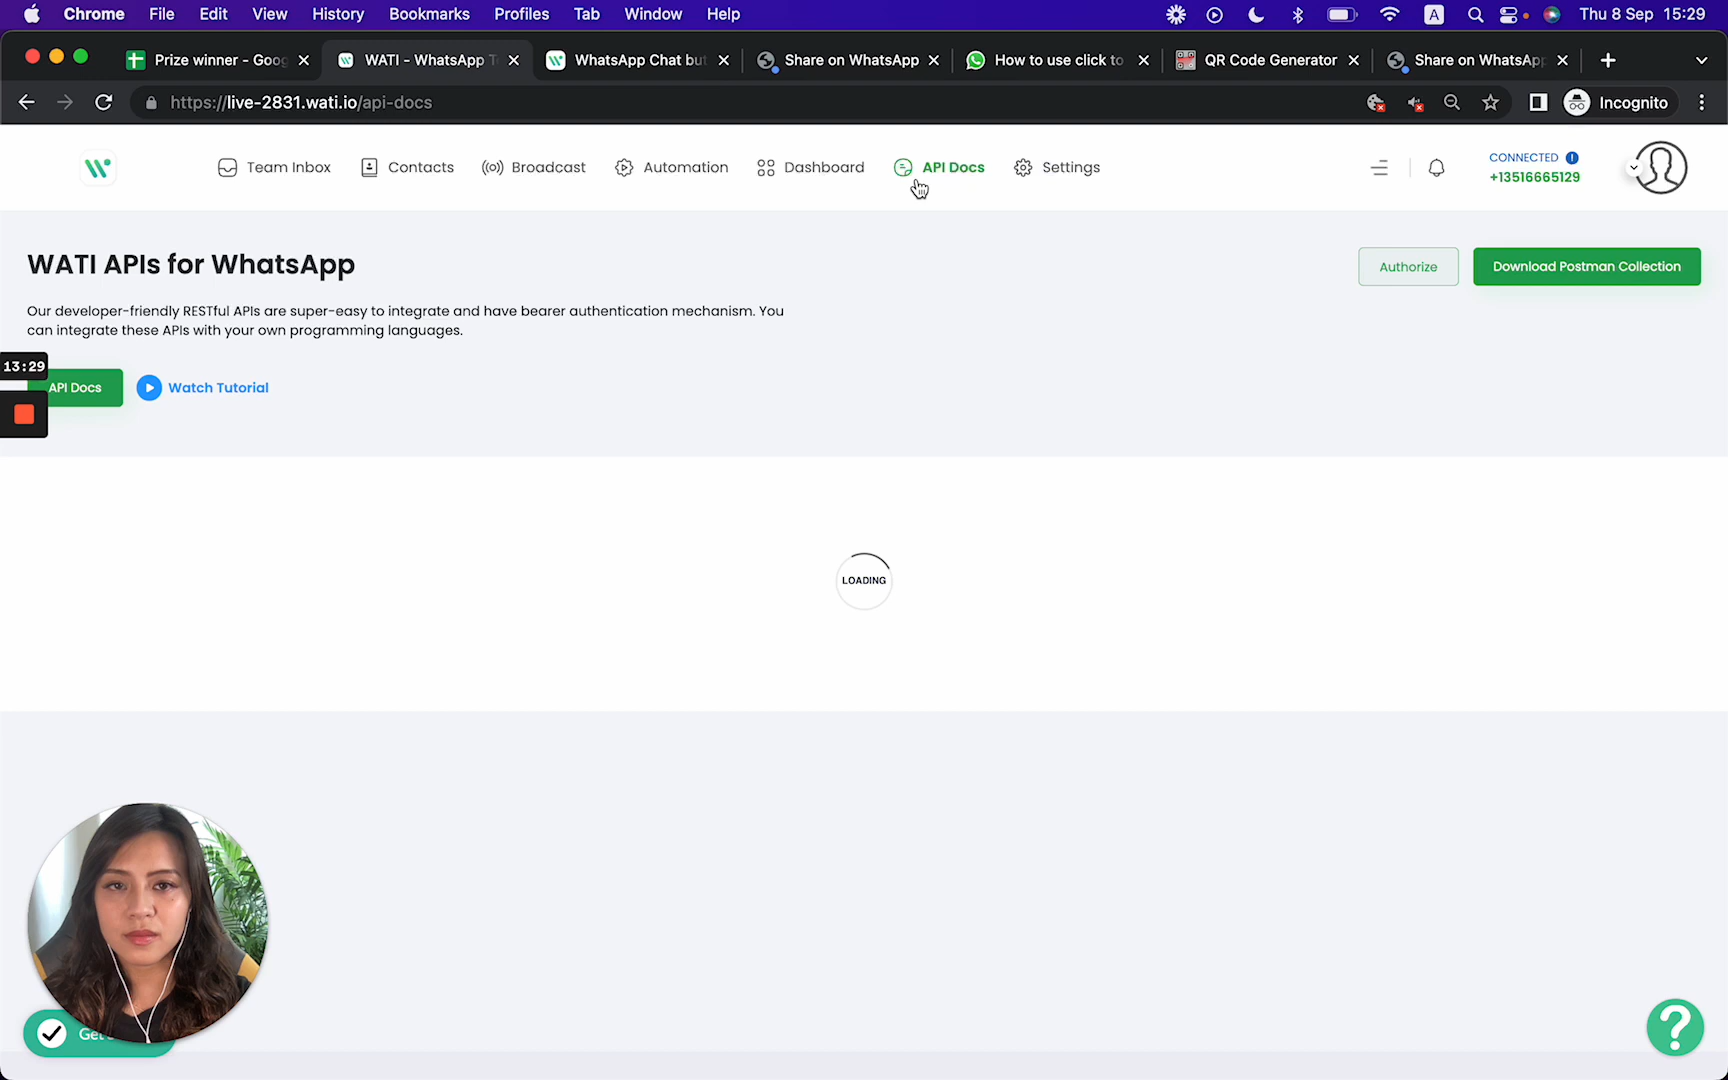 Chrome File Edit View History Bookmarks Profiles Tab Window Help A Thu 8 Sep 15:29
Prize winner - Goog WATI - WhatsApp T WhatsApp Chat but Share on WhatsApp How to use click to QR Code Generator Share on WhatsApp
https://live-2831.wati.io/api-docs Incognito
Team Inbox Contacts Broadcast Automation Dashboard API Docs Settings
CONNECTED
+13516665129
WATI APIs for WhatsApp
Authorize Download Postman Collection
Our developer-friendly RESTful APIs are super-easy to integrate and have bearer authentication mechanism. You
can integrate these APIs with your own programming languages.
13:29
API Docs Watch Tutorial
LOADING
Get
?